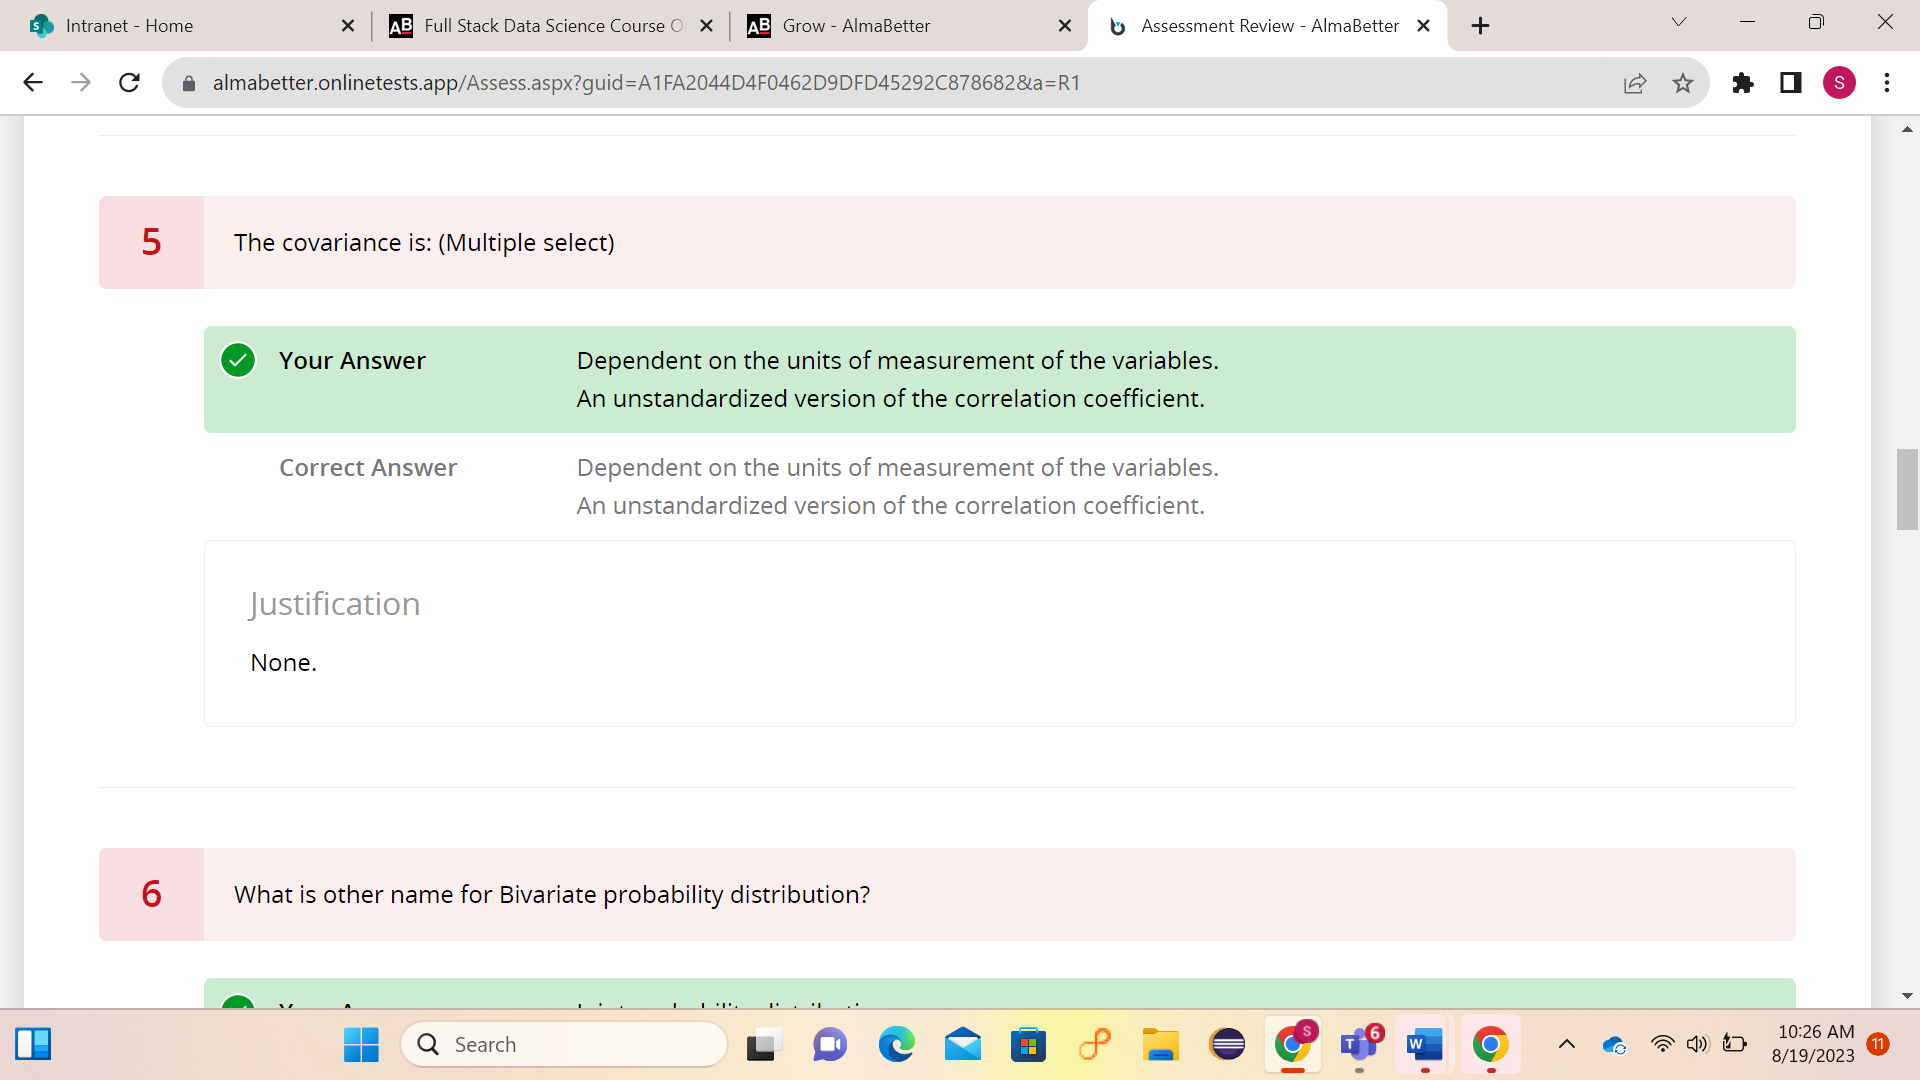 Intranet - Home
AB Full Stack Data Science Course O
AB Grow - AlmaBetter
Assessment Review - AlmaBetter
almabetter.onlinetests.app/Assess.aspx?guid=A1FA2044D4F0462D9DFD45292C878682&a=R1
S
5
The covariance is: (Multiple select)
Your Answer
Dependent on the units of measurement of the variables.
An unstandardized version of the correlation coefficient.
Correct Answer
Dependent on the units of measurement of the variables.
An unstandardized version of the correlation coefficient.
Justification
None.
6
What is other name for Bivariate probability distribution?
Search
S
T 6
W
10:26 AM
8/19/2023
11